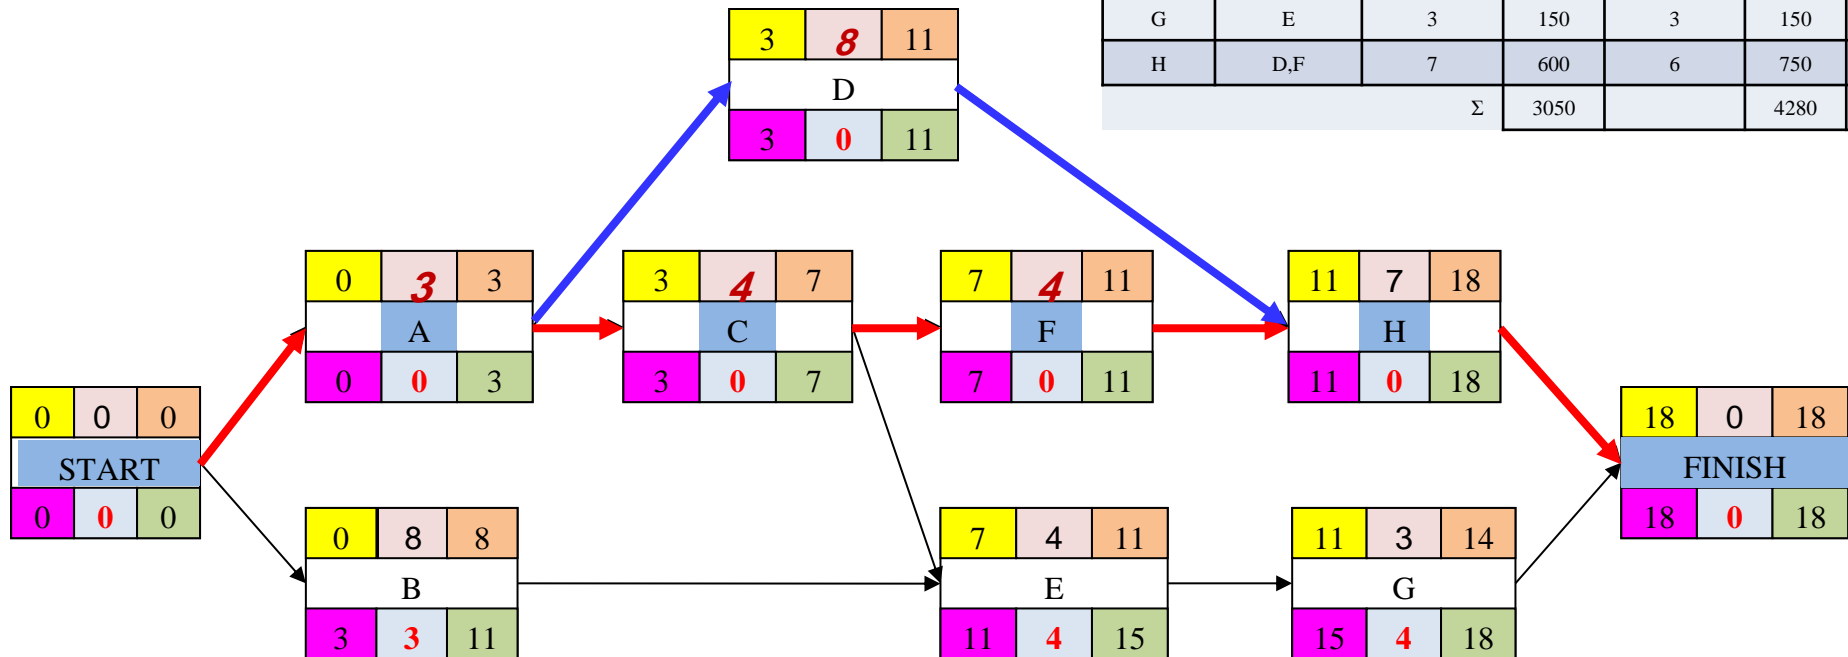 G E 3 150 3 150
H D,F 7 600 6 750
Σ 3050 4280
3 8 11
D
3 0 11
0 3 3
A
0 0 3
3 4 7
C
3 0 7
7 4 11
F
7 0 11
11 7 18
H
11 0 18
0 0 0
START
0 0 0
18 0 18
FINISH
18 0 18
0 8 8
B
3 3 11
7 4 11
E
11 4 15
11 3 14
G
15 4 18